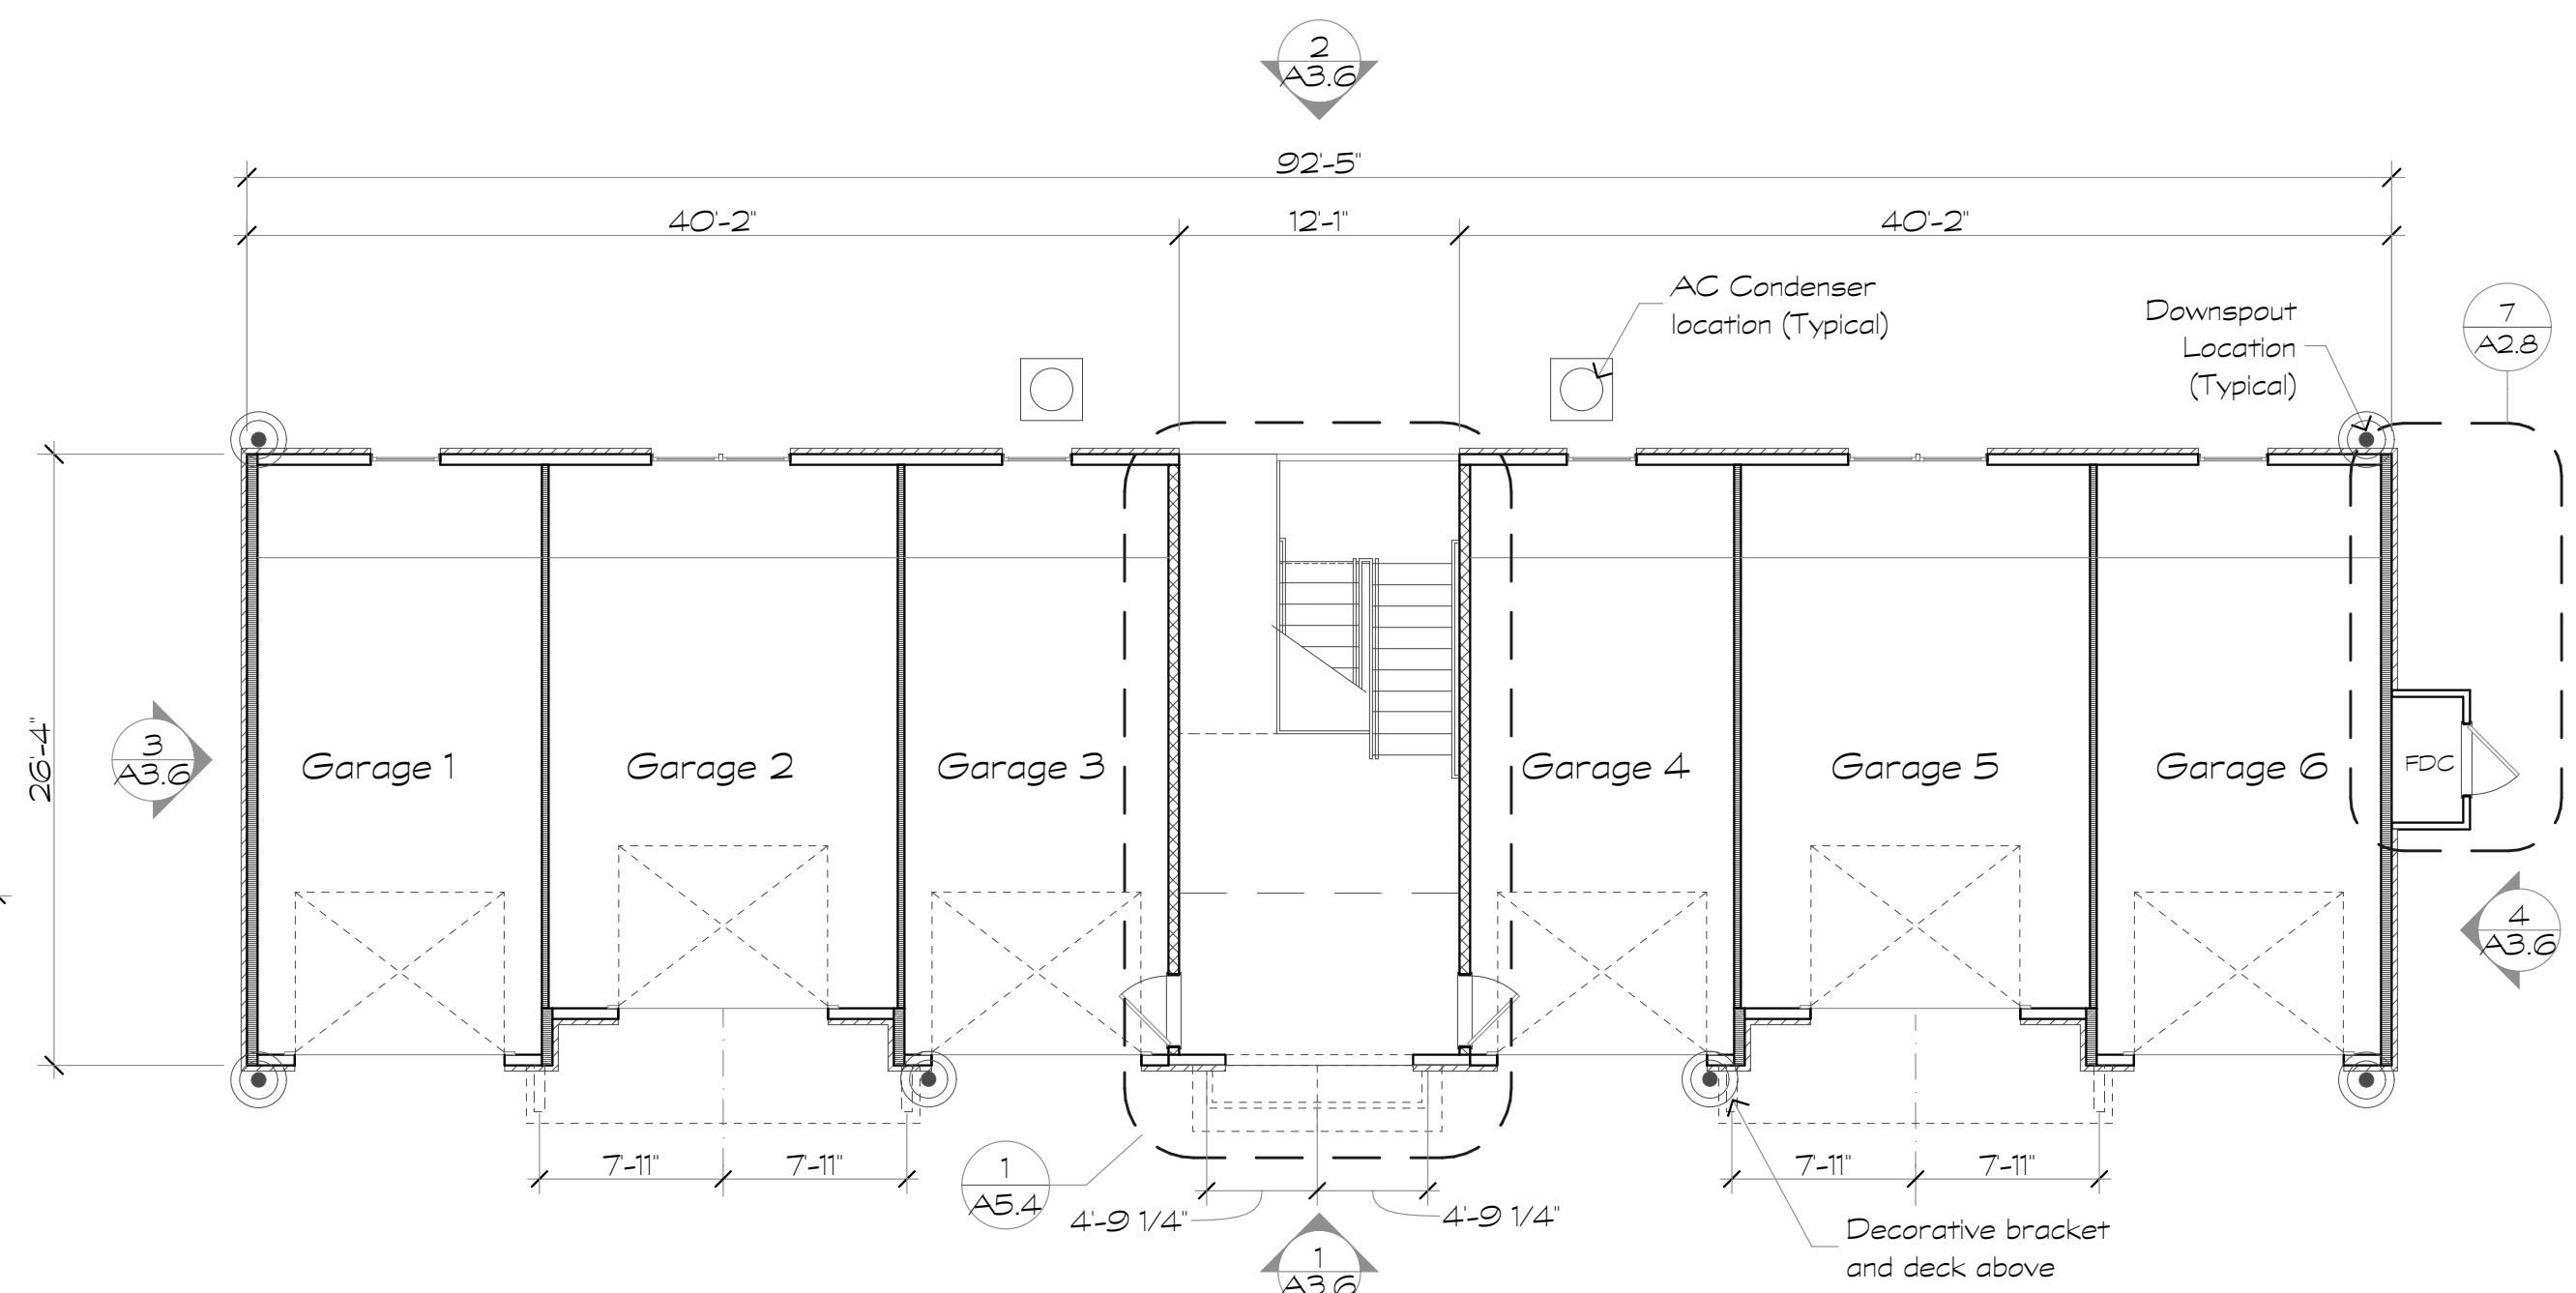 2
A3.6
92'-5"
40'-2"
12'-1"
40'-2"
AC Condenser
location (Typical)
Downspout
Location
(Typical)
7
A2.8
26'-4"
3
A3.6
Garage 1
Garage 2
Garage 3
Garage 4
Garage 5
Garage 6
FDC
4
A3.6
7'-11"
7'-11"
1
A5.4
4'-9 1/4"
4'-9 1/4"
7'-11"
7'-11"
Decorative bracket
and deck above
1
A3.6